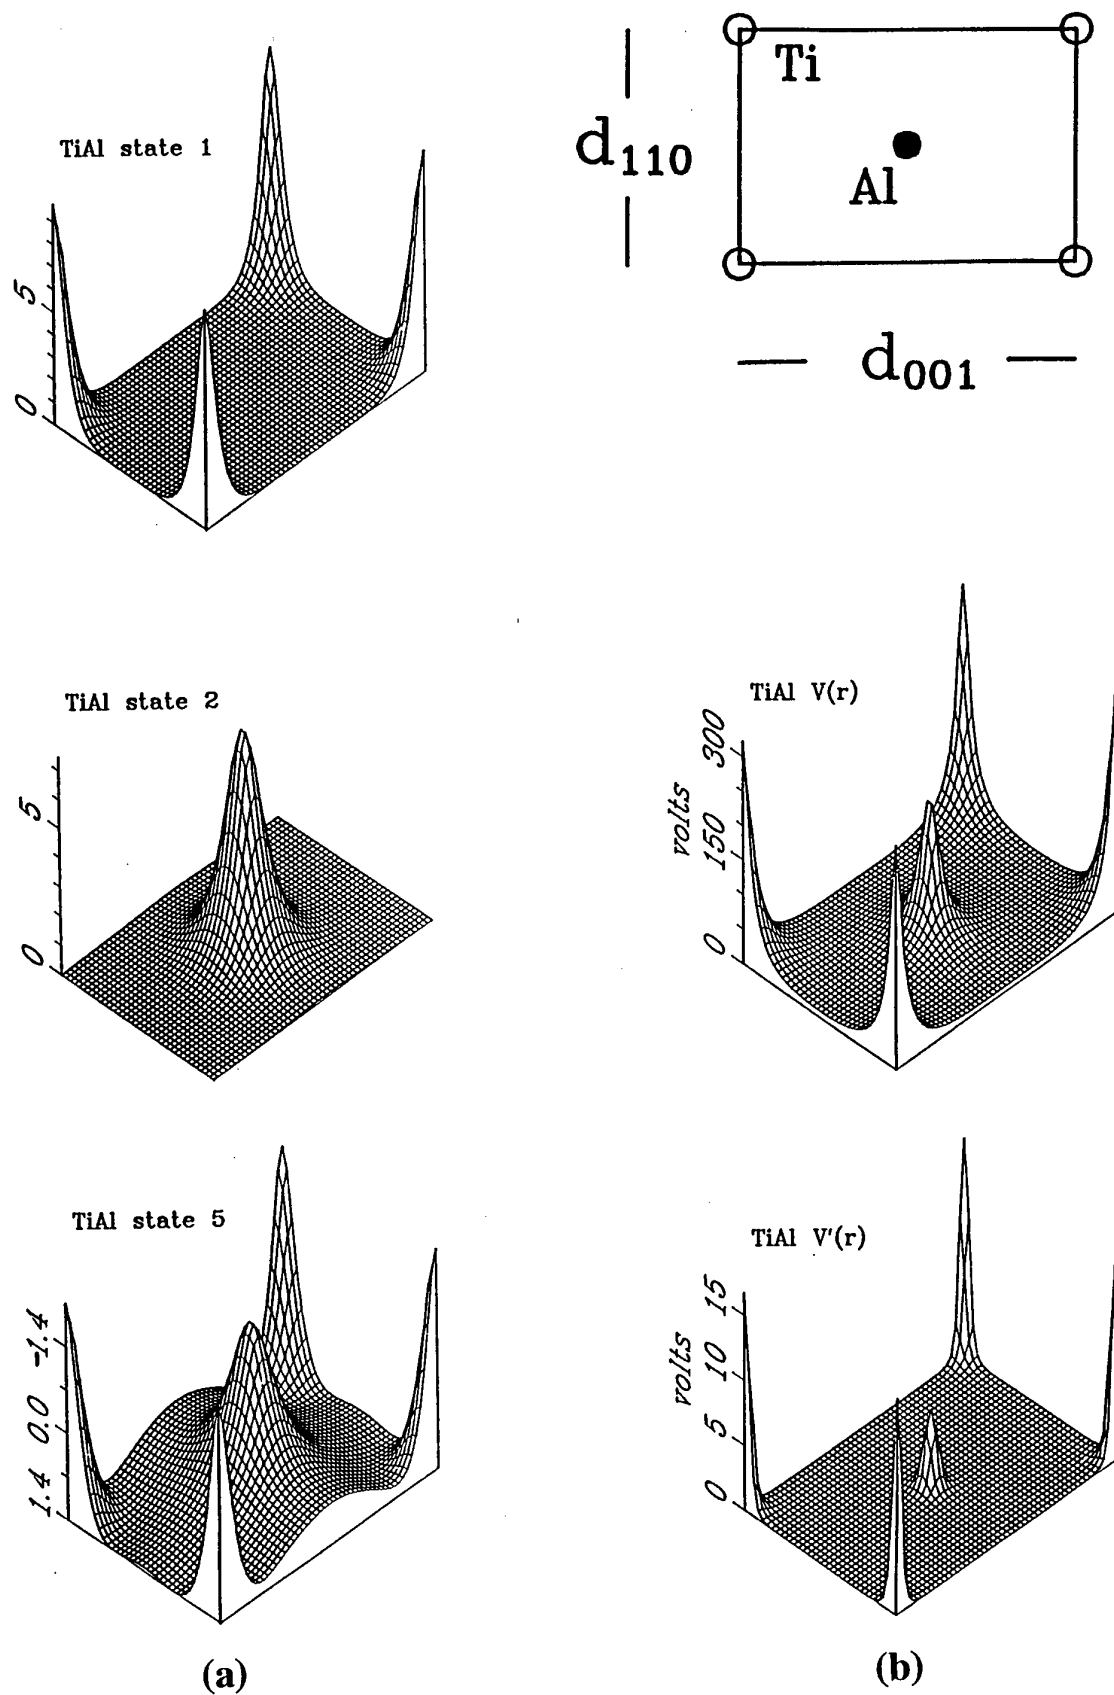 TiAl state 1
5
0
Ti
Al
d110
d001
TiAl state 2
5
0
TiAl V(r)
volts
300
150
0
TiAl state 5
-1.4
0.0
1.4
TiAl V'(r)
volts
15
10
5
0
(a)
(b)